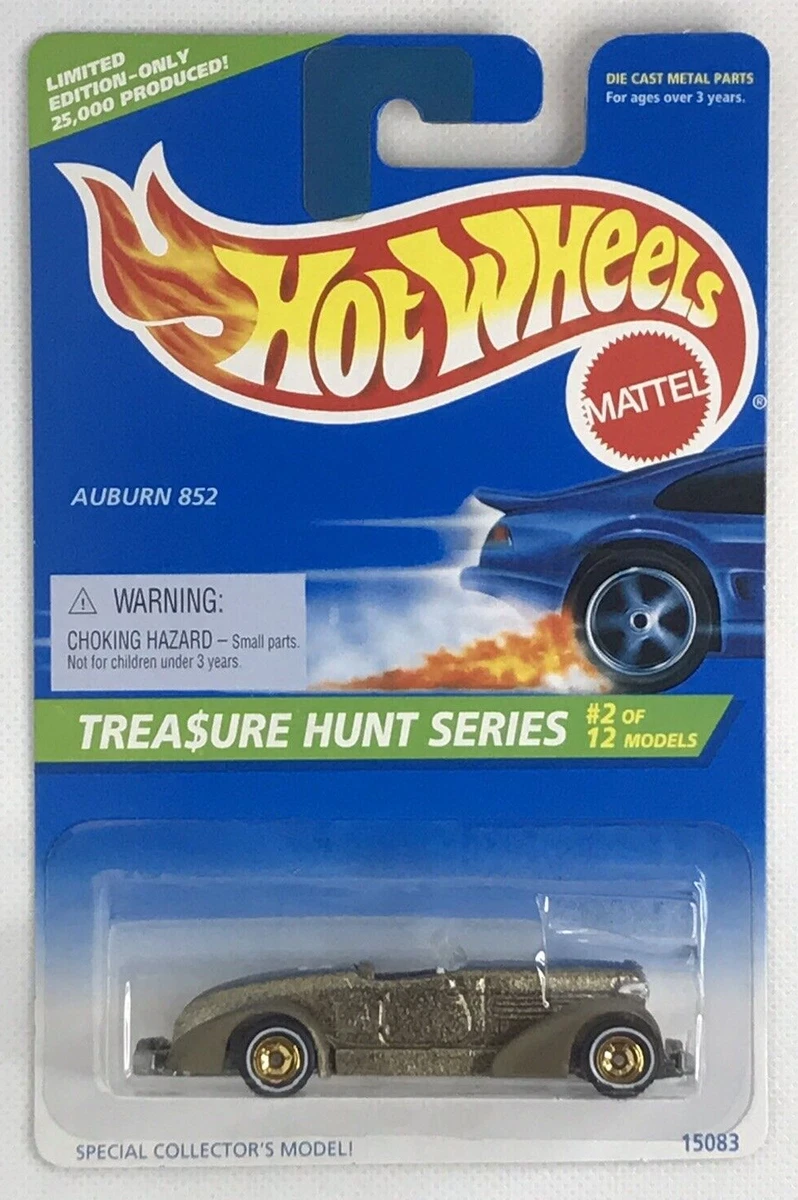 LIMITED
EDITION-ONLY
25,000 PRODUCED!
DIE CAST METAL PARTS
For ages over 3 years.
HOT WHEELS
MATTEL
®
AUBURN 852
⚠ WARNING:
CHOKING HAZARD – Small parts.
Not for children under 3 years.
TREA$URE HUNT SERIES
#2 OF
12 MODELS
SPECIAL COLLECTOR'S MODEL!
15083